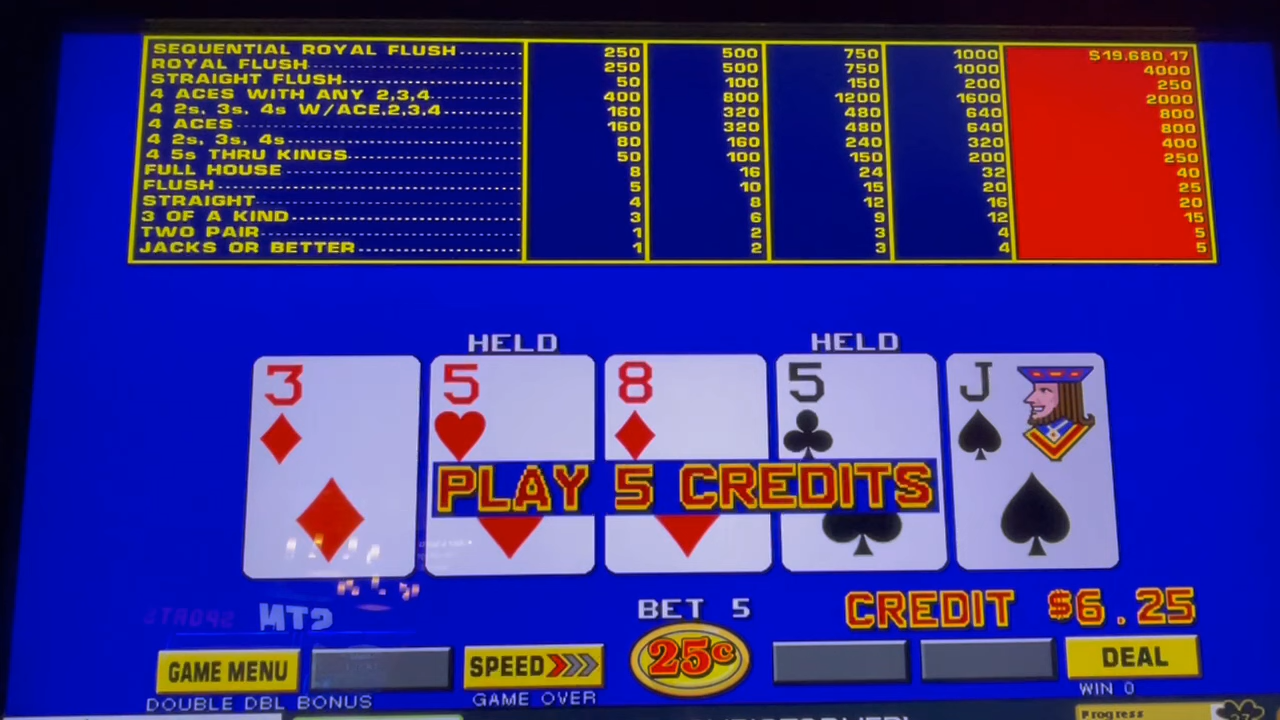 SEQUENTIAL ROYAL FLUSH 250 500 750 1000 $19,680.17
ROYAL FLUSH 250 500 750 1000 4000
STRAIGHT FLUSH 50 100 150 200 250
4 ACES WITH ANY 2,3,4 400 800 1200 1600 2000
4 2s, 3s, 4s W/ACE,2,3,4 160 320 480 640 800
4 ACES 160 320 480 640 800
4 2s, 3s, 4s 80 160 240 320 400
4 5s THRU KINGS 50 100 150 200 250
FULL HOUSE 8 16 24 32 40
FLUSH 5 10 15 20 25
STRAIGHT 4 8 12 16 20
3 OF A KIND 3 6 9 12 15
TWO PAIR 1 2 3 4 5
JACKS OR BETTER 1 2 3 4 5
HELD HELD
3 5 8 5 J
PLAY 5 CREDITS
BET 5 CREDIT $6.25
GAME MENU SPEED 25¢ DEAL
DOUBLE DBL BONUS GAME OVER WIN 0
Progress